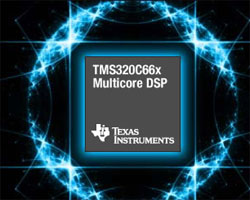 TMS320C66x
Multicore DSP
TEXAS
INSTRUMENTS